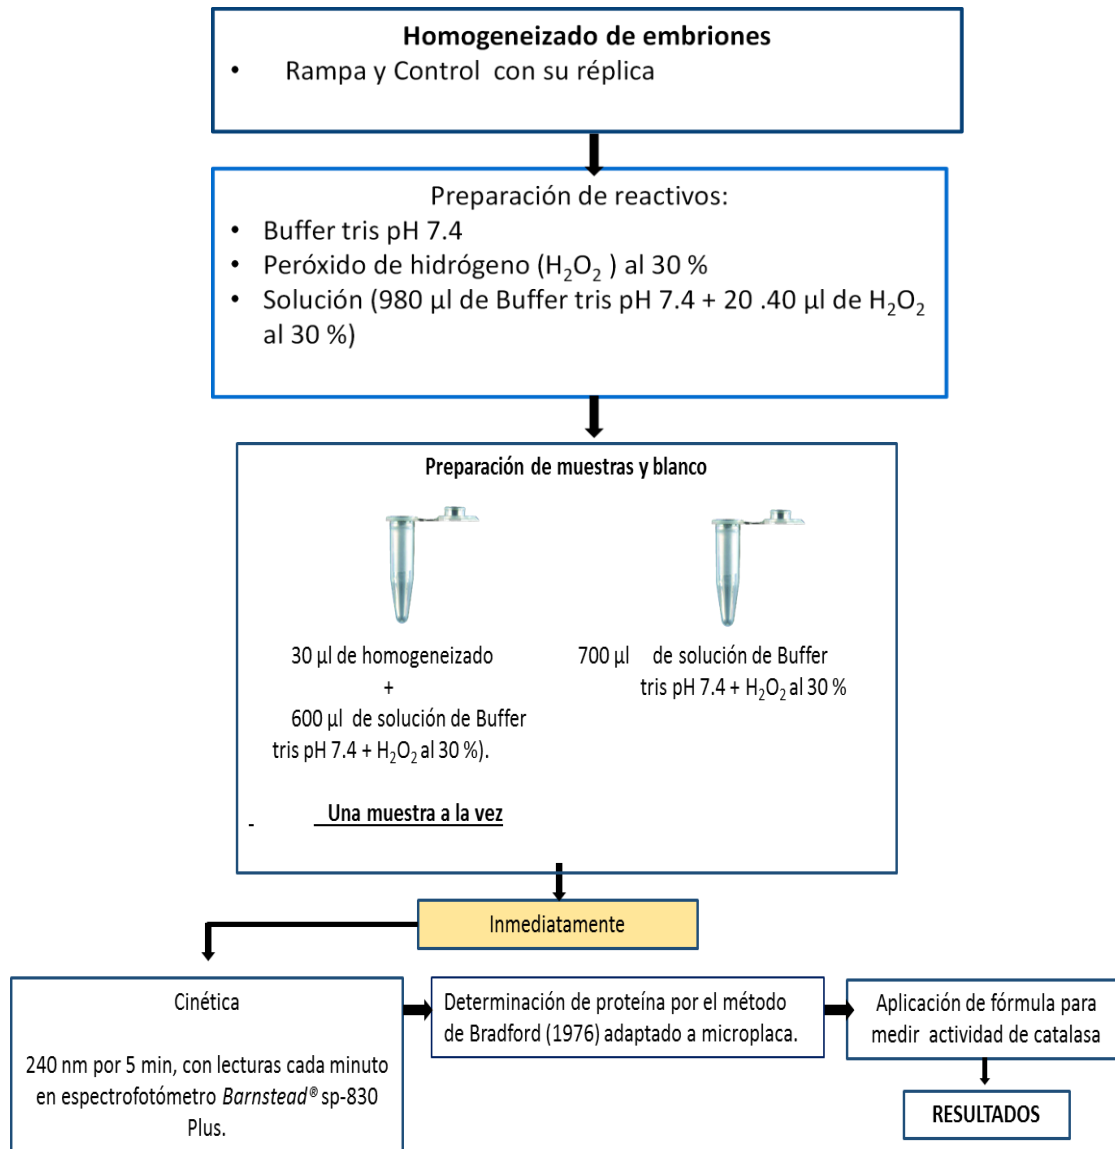 Homogeneizado de embriones
• Rampa y Control con su réplica
Preparación de reactivos:
• Buffer tris pH 7.4
• Peróxido de hidrógeno (H₂O₂ ) al 30 %
• Solución (980 µl de Buffer tris pH 7.4 + 20 .40 µl de H₂O₂
al 30 %)
Preparación de muestras y blanco
30 µl de homogeneizado
+
600 µl de solución de Buffer
tris pH 7.4 + H₂O₂ al 30 %).
700 µl de solución de Buffer
tris pH 7.4 + H₂O₂ al 30 %
Una muestra a la vez
Inmediatamente
Cinética
240 nm por 5 min, con lecturas cada minuto
en espectrofotómetro Barnstead® sp-830
Plus.
Determinación de proteína por el método
de Bradford (1976) adaptado a microplaca.
Aplicación de fórmula para
medir actividad de catalasa
RESULTADOS